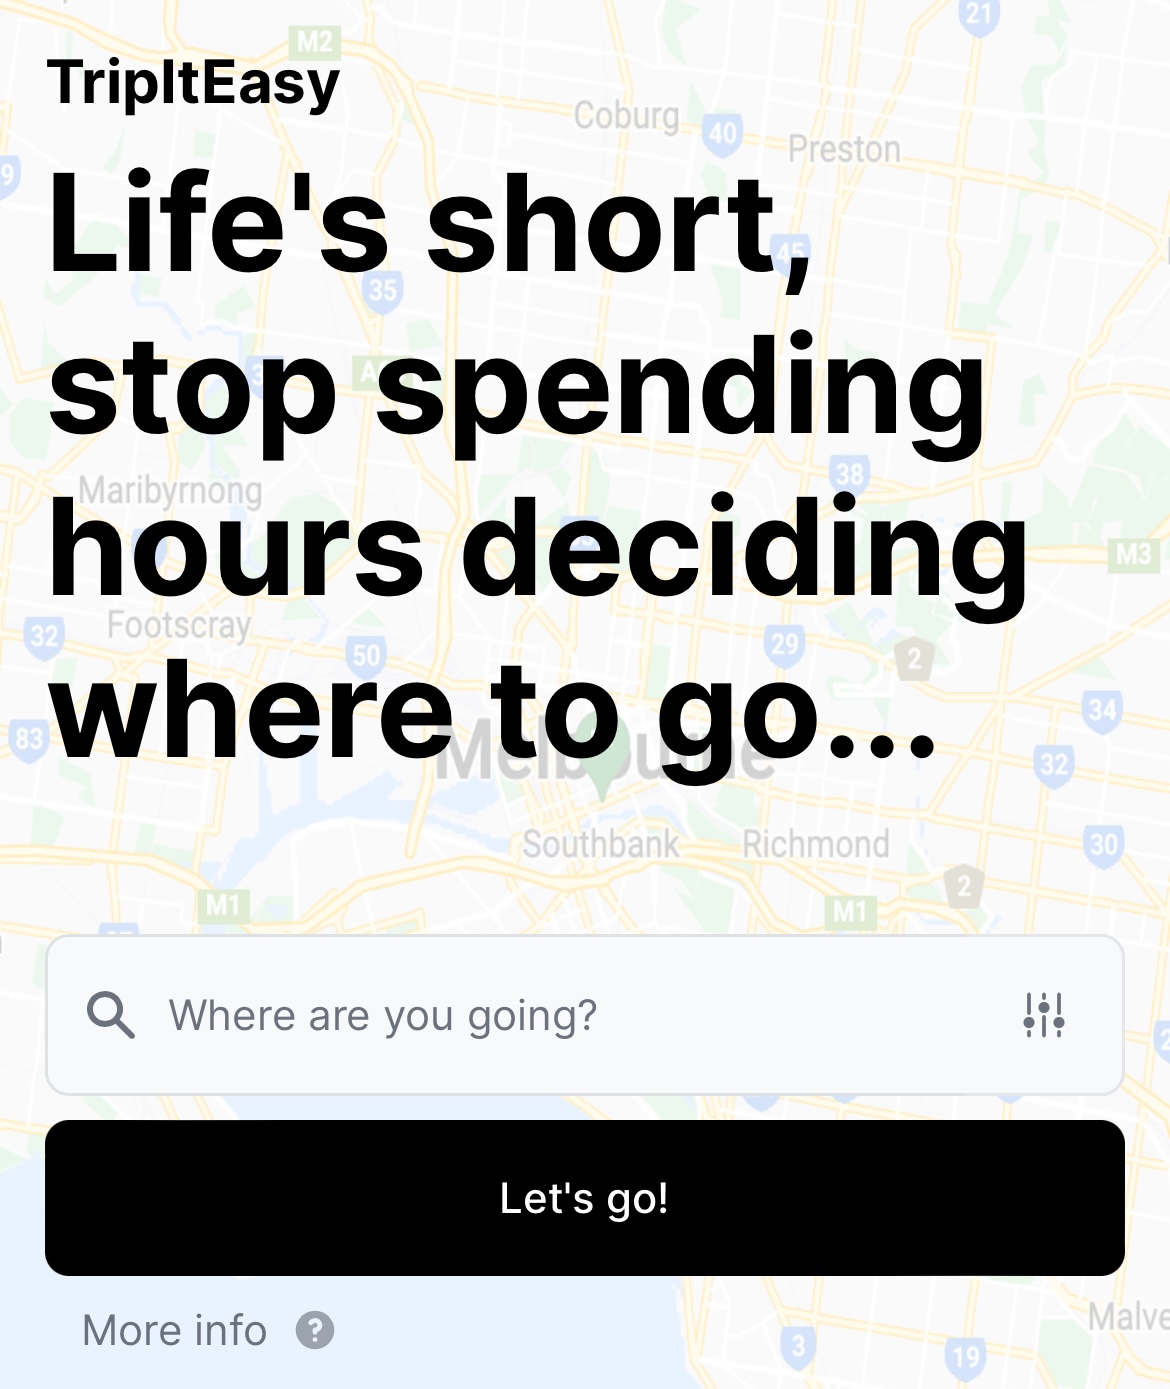 21
M2
TripItEasy
Coburg
40
Preston
9
Life's short,
45
35
stop spending
A
38
Maribyrnong
hours deciding
M3
Footscray
32
50
29
2
34
where to go...
83
Melbourne
32
Southbank
Richmond
30
M1
2
M1
Where are you going?
Let's go!
More info
?
Malve
3
19